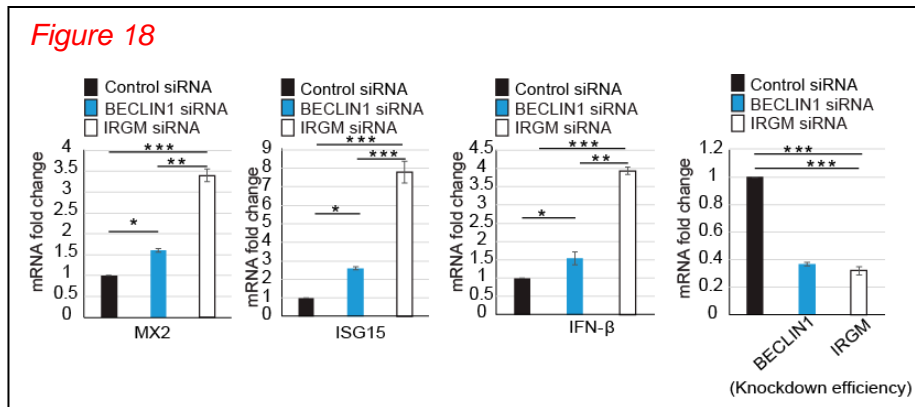 Figure 18
Control siRNA
BECLIN1 siRNA
IRGM siRNA
***
**
*
mRNA fold change
4
3.5
3
2.5
2
1.5
1
0.5
0
MX2
Control siRNA
BECLIN1 siRNA
IRGM siRNA
***
***
*
mRNA fold change
9
8
7
6
5
4
3
2
1
0
ISG15
Control siRNA
BECLIN1 siRNA
IRGM siRNA
***
**
*
mRNA fold change
4.5
4
3.5
3
2.5
2
1.5
1
0.5
0
IFN-β
Control siRNA
BECLIN1 siRNA
IRGM siRNA
***
***
mRNA fold change
1.2
1
0.8
0.6
0.4
0.2
0
BECLIN1
IRGM
(Knockdown efficiency)